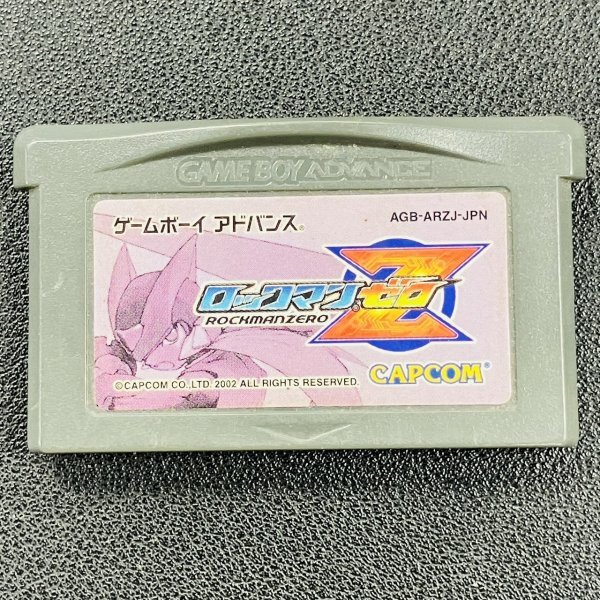 GAME BOY ADVANCE
ゲームボーイ アドバンス®
AGB-ARZJ-JPN
ロックマン ゼロ
Z
ROCKMANZERO
CAPCOM®
©CAPCOM CO., LTD. 2002 ALL RIGHTS RESERVED.